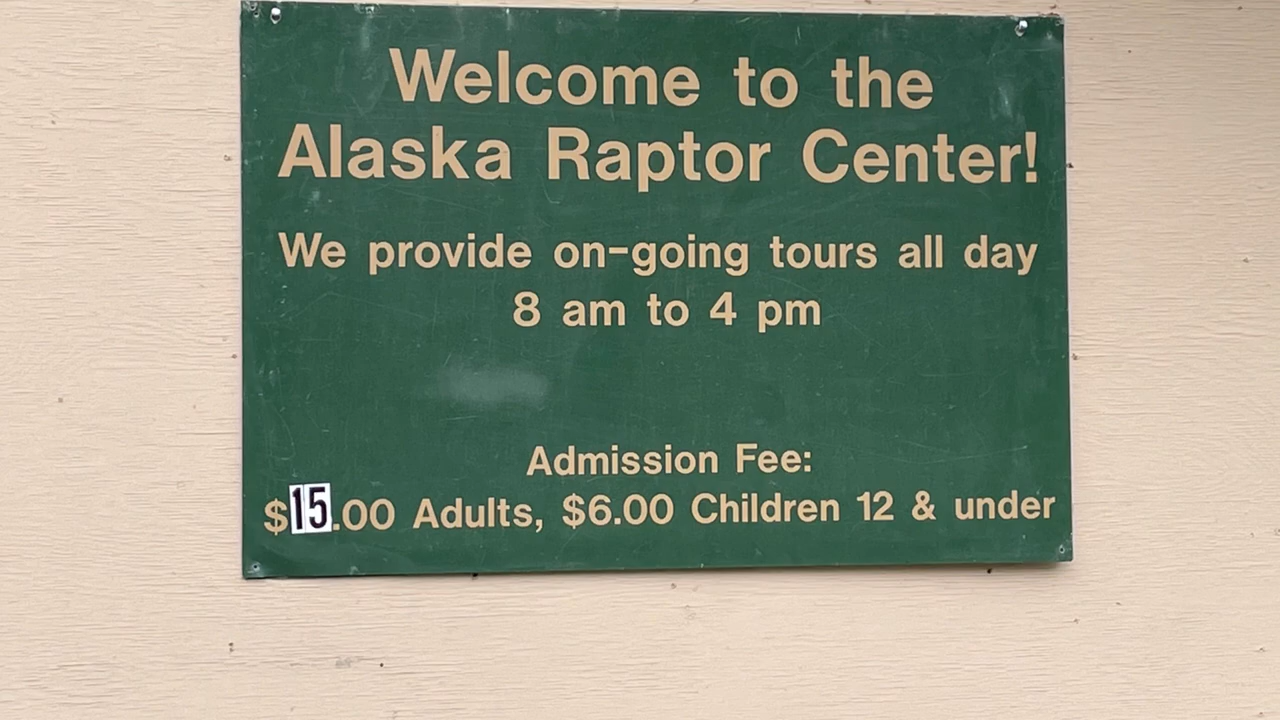 Welcome to the
Alaska Raptor Center!
We provide on-going tours all day
8 am to 4 pm
Admission Fee:
$15.00 Adults, $6.00 Children 12 & under